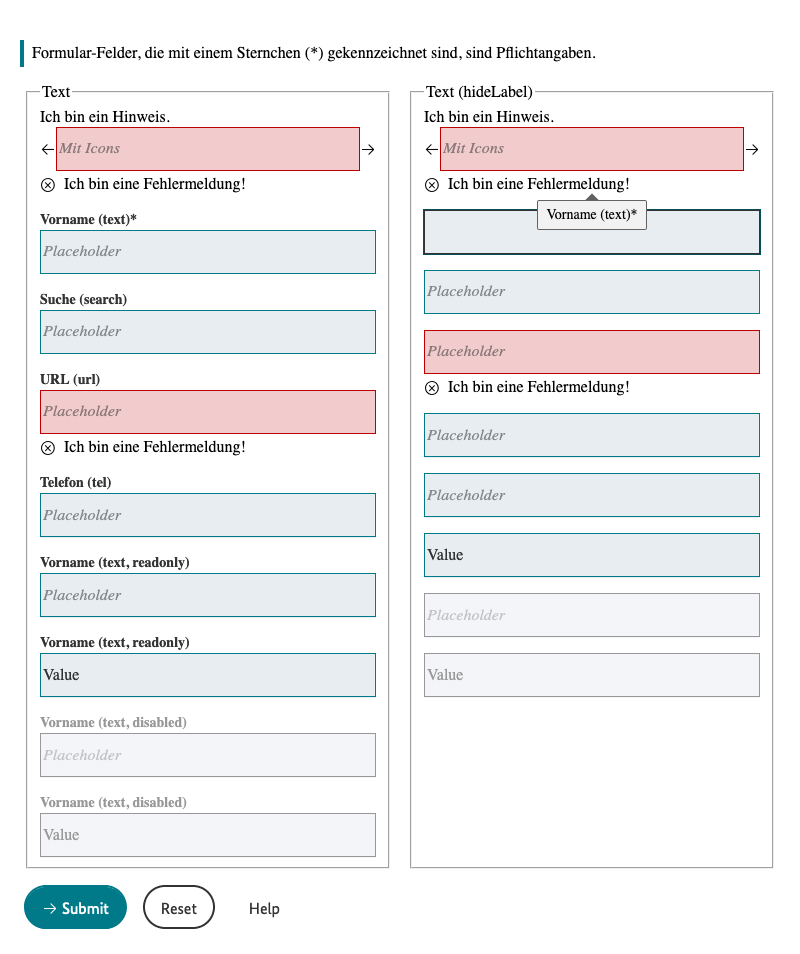 Formular-Felder, die mit einem Sternchen (*) gekennzeichnet sind, sind Pflichtangaben.
Text
Ich bin ein Hinweis.
Mit Icons
Ich bin eine Fehlermeldung!
Vorname (text)*
Placeholder
Suche (search)
Placeholder
URL (url)
Placeholder
Ich bin eine Fehlermeldung!
Telefon (tel)
Placeholder
Vorname (text, readonly)
Placeholder
Vorname (text, readonly)
Value
Vorname (text, disabled)
Placeholder
Vorname (text, disabled)
Value
Text (hideLabel)
Ich bin ein Hinweis.
Mit Icons
Ich bin eine Fehlermeldung!
Vorname (text)*
Placeholder
Placeholder
Ich bin eine Fehlermeldung!
Placeholder
Placeholder
Value
Placeholder
Value
→ Submit
Reset
Help